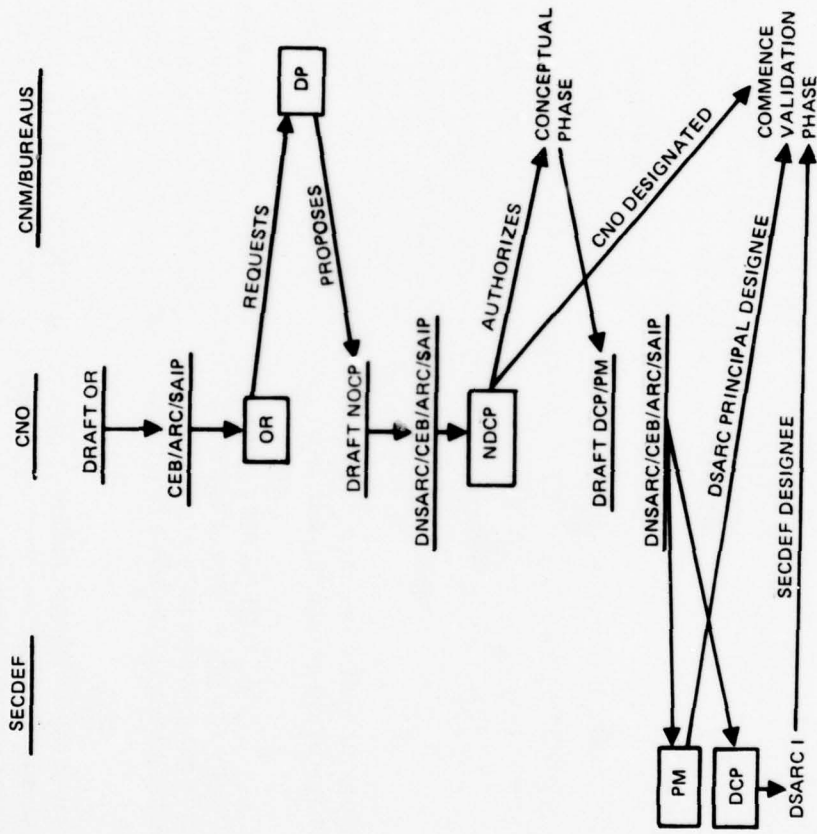 SECDEF
CNO
CNM/BUREAUS
DRAFT OR
CEB/ARC/SAIP
OR
REQUESTS
DP
PROPOSES
DRAFT NOCP
DNSARC/CEB/ARC/SAIP
NDCP
AUTHORIZES
CONCEPTUAL
PHASE
CNO DESIGNATED
DRAFT DCP/PM
DNSARC/CEB/ARC/SAIP
PM
DCP
DSARC I
DSARC PRINCIPAL DESIGNEE
SECDEF DESIGNEE
COMMENCE
VALIDATION
PHASE